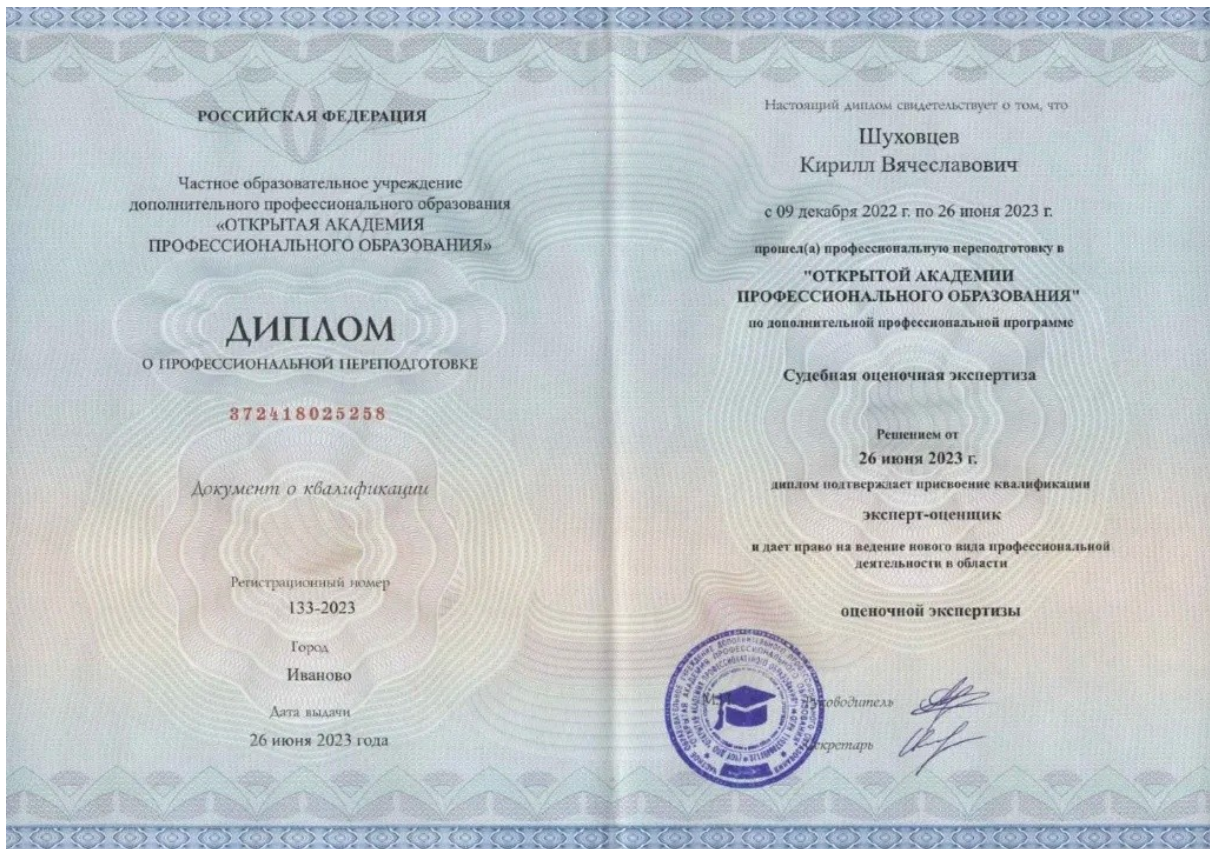 РОССИЙСКАЯ ФЕДЕРАЦИЯ
Частное образовательное учреждение
дополнительного профессионального образования
«ОТКРЫТАЯ АКАДЕМИЯ
ПРОФЕССИОНАЛЬНОГО ОБРАЗОВАНИЯ»
ДИПЛОМ
О ПРОФЕССИОНАЛЬНОЙ ПЕРЕПОДГОТОВКЕ
372418025258
Документ о квалификации
Регистрационный номер
133-2023
Город
Иваново
Дата выдачи
26 июня 2023 года
Настоящий диплом свидетельствует о том, что
Шуховцев
Кирилл Вячеславович
с 09 декабря 2022 г. по 26 июня 2023 г.
прошел(а) профессиональную переподготовку в
"ОТКРЫТОЙ АКАДЕМИИ
ПРОФЕССИОНАЛЬНОГО ОБРАЗОВАНИЯ"
по дополнительной профессиональной программе
Судебная оценочная экспертиза
Решением от
26 июня 2023 г.
диплом подтверждает присвоение квалификации
эксперт-оценщик
и дает право на ведение нового вида профессиональной
деятельности в области
оценочной экспертизы
Руководитель
Секретарь